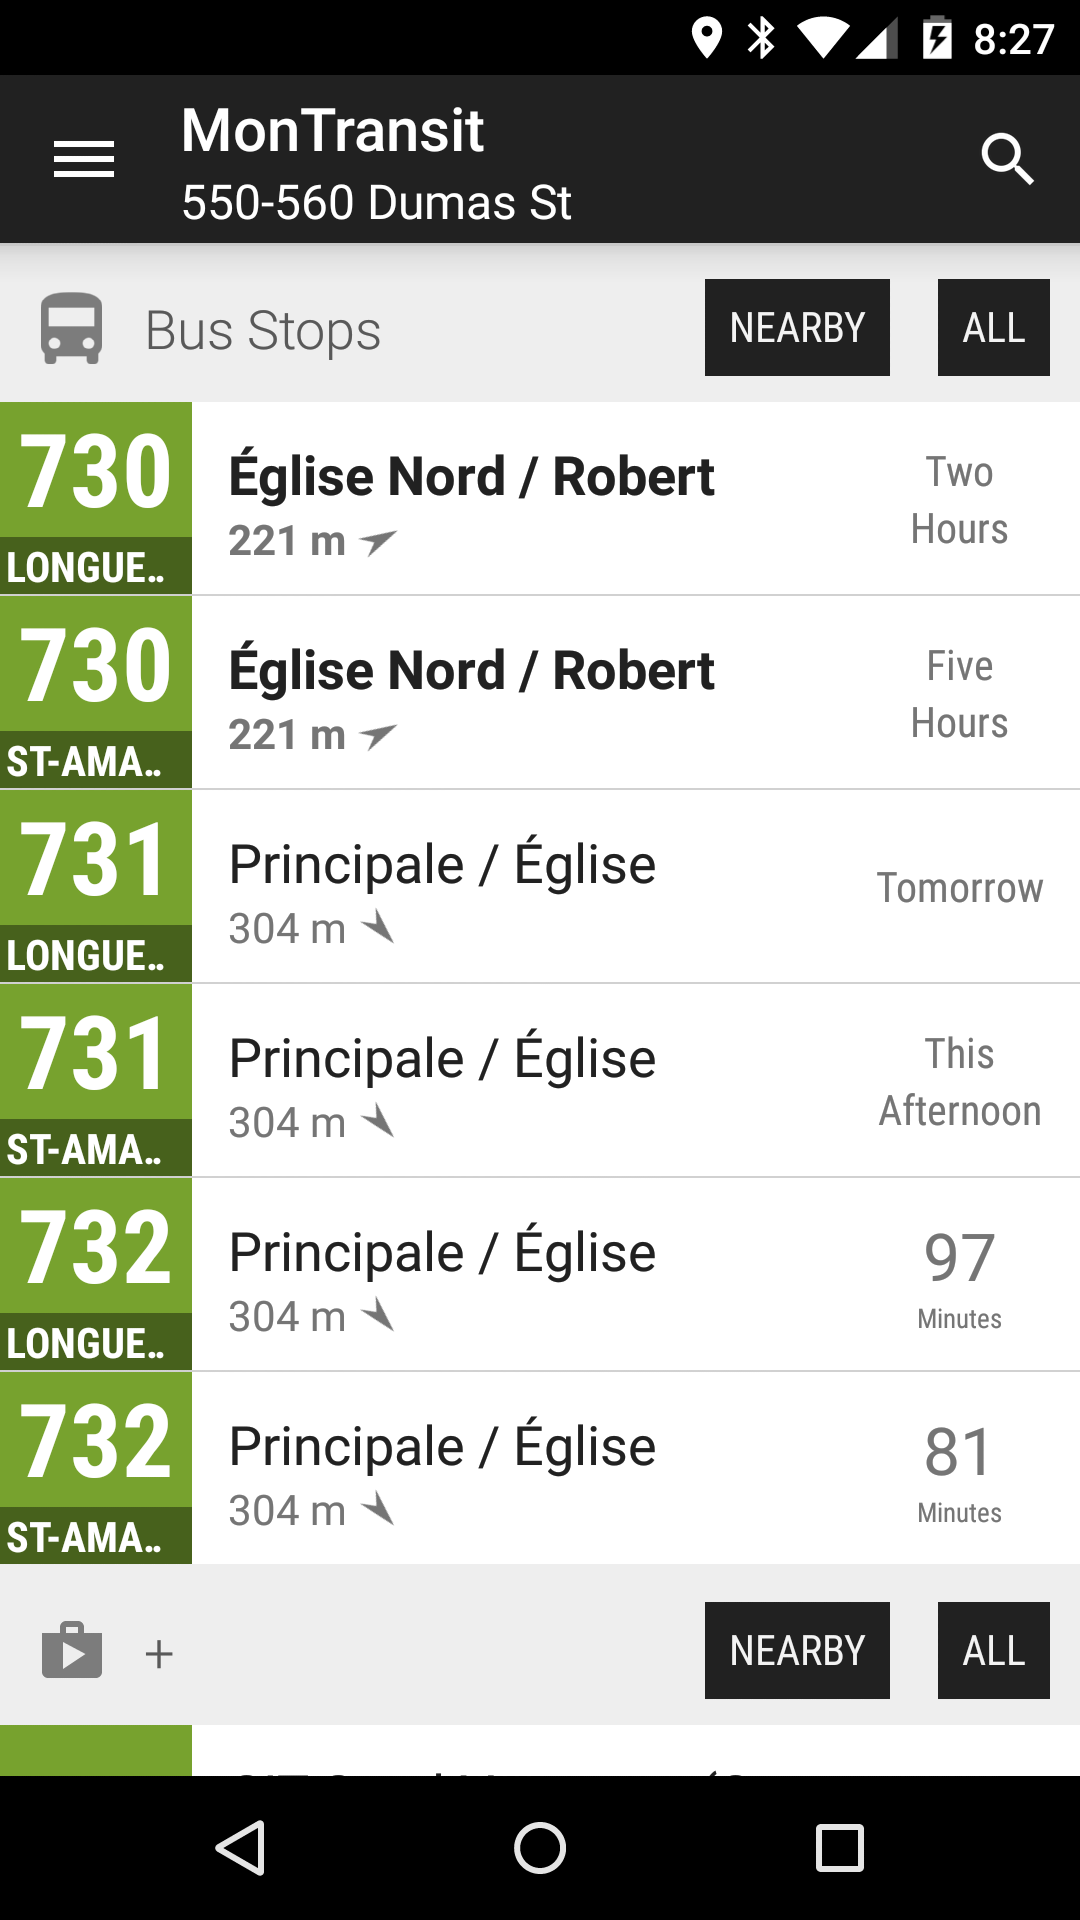 8:27
MonTransit
550-560 Dumas St
Bus Stops
NEARBY
ALL
730
LONGUE..
Église Nord / Robert
221 m
Two
Hours
730
ST-AMA..
Église Nord / Robert
221 m
Five
Hours
731
LONGUE..
Principale / Église
304 m
Tomorrow
731
ST-AMA..
Principale / Église
304 m
This
Afternoon
732
LONGUE..
Principale / Église
304 m
97
Minutes
732
ST-AMA..
Principale / Église
304 m
81
Minutes
+
NEARBY
ALL